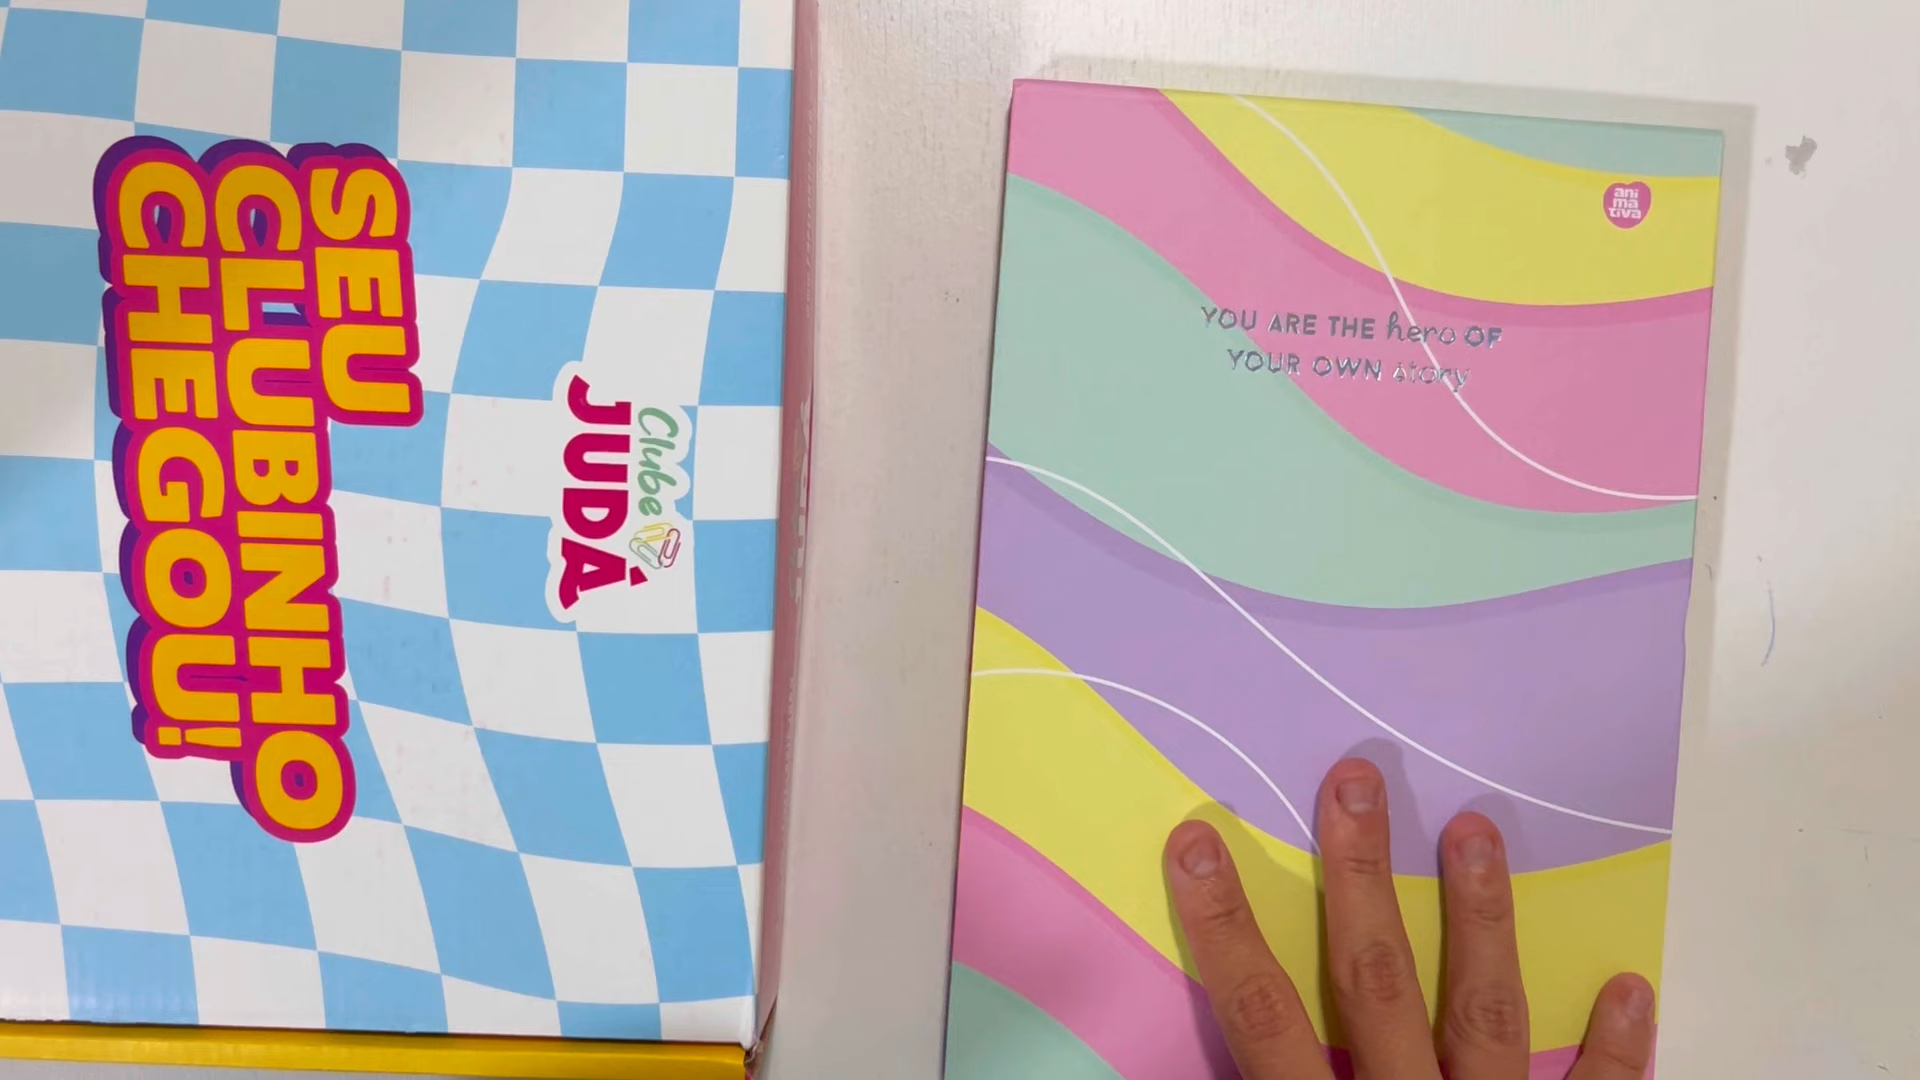 SEU
CLUBINHO
CHEGOU!
Clube
JUDÁ
ani
ma
tiva
YOU ARE THE hero OF
YOUR OWN story